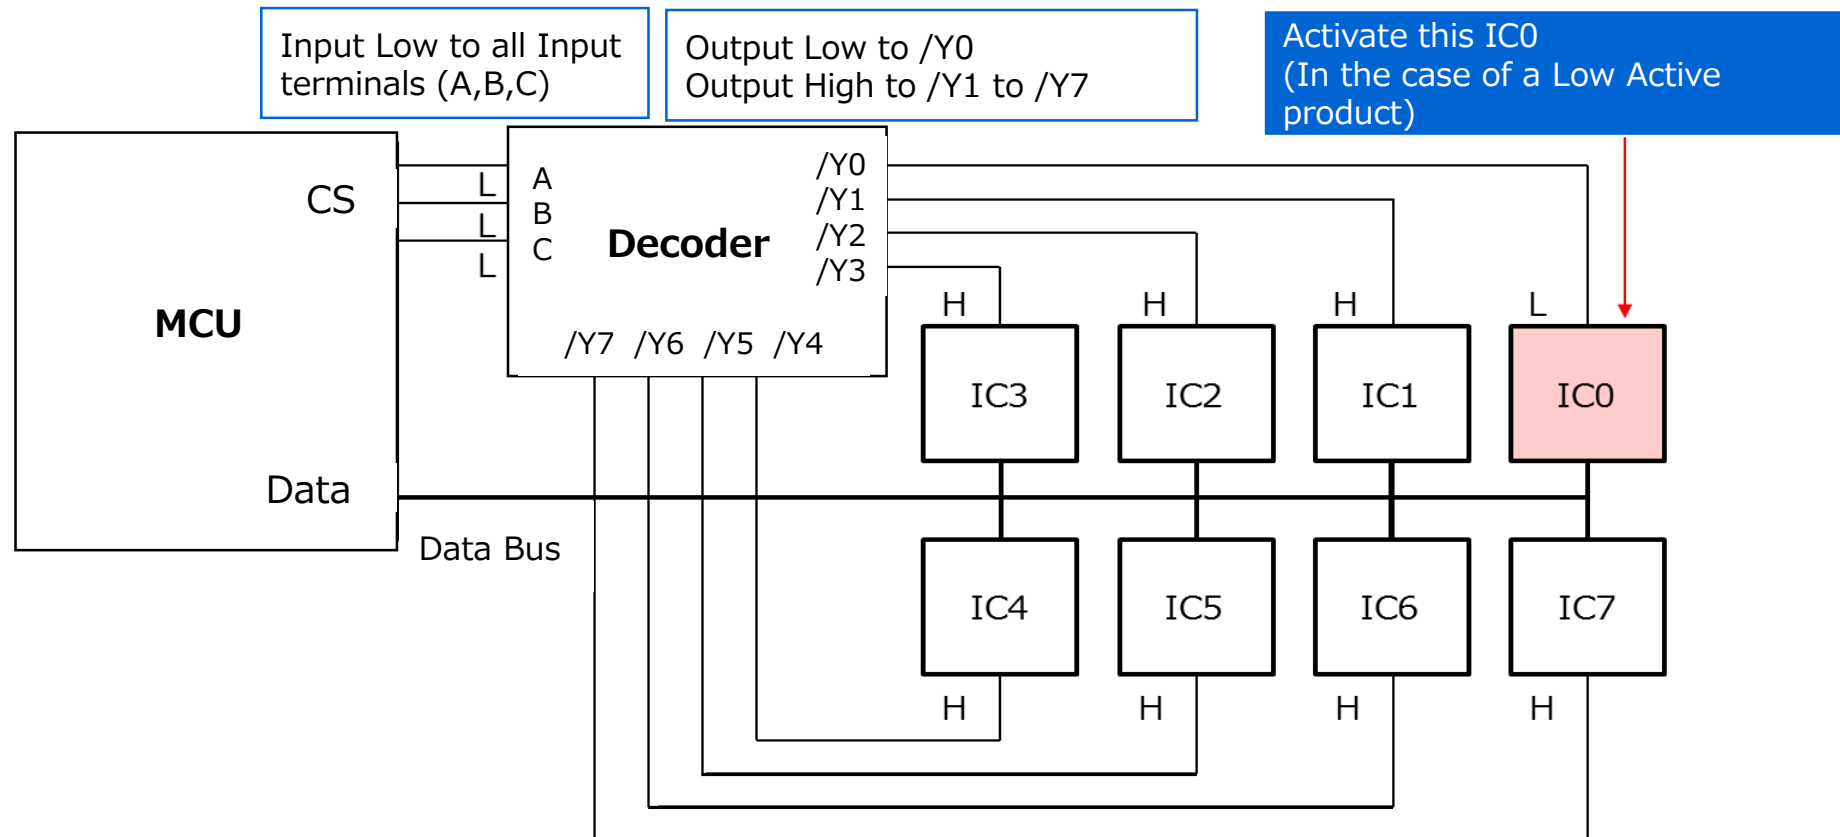 Input Low to all Input
terminals (A,B,C)
Output Low to /Y0
Output High to /Y1 to /Y7
Activate this IC0
(In the case of a Low Active
product)
CS
MCU
Data
Data Bus
L
L
L
A
B
C
Decoder
/Y0
/Y1
/Y2
/Y3
/Y7 /Y6 /Y5 /Y4
H
H
H
L
IC3
IC2
IC1
IC0
IC4
IC5
IC6
IC7
H
H
H
H